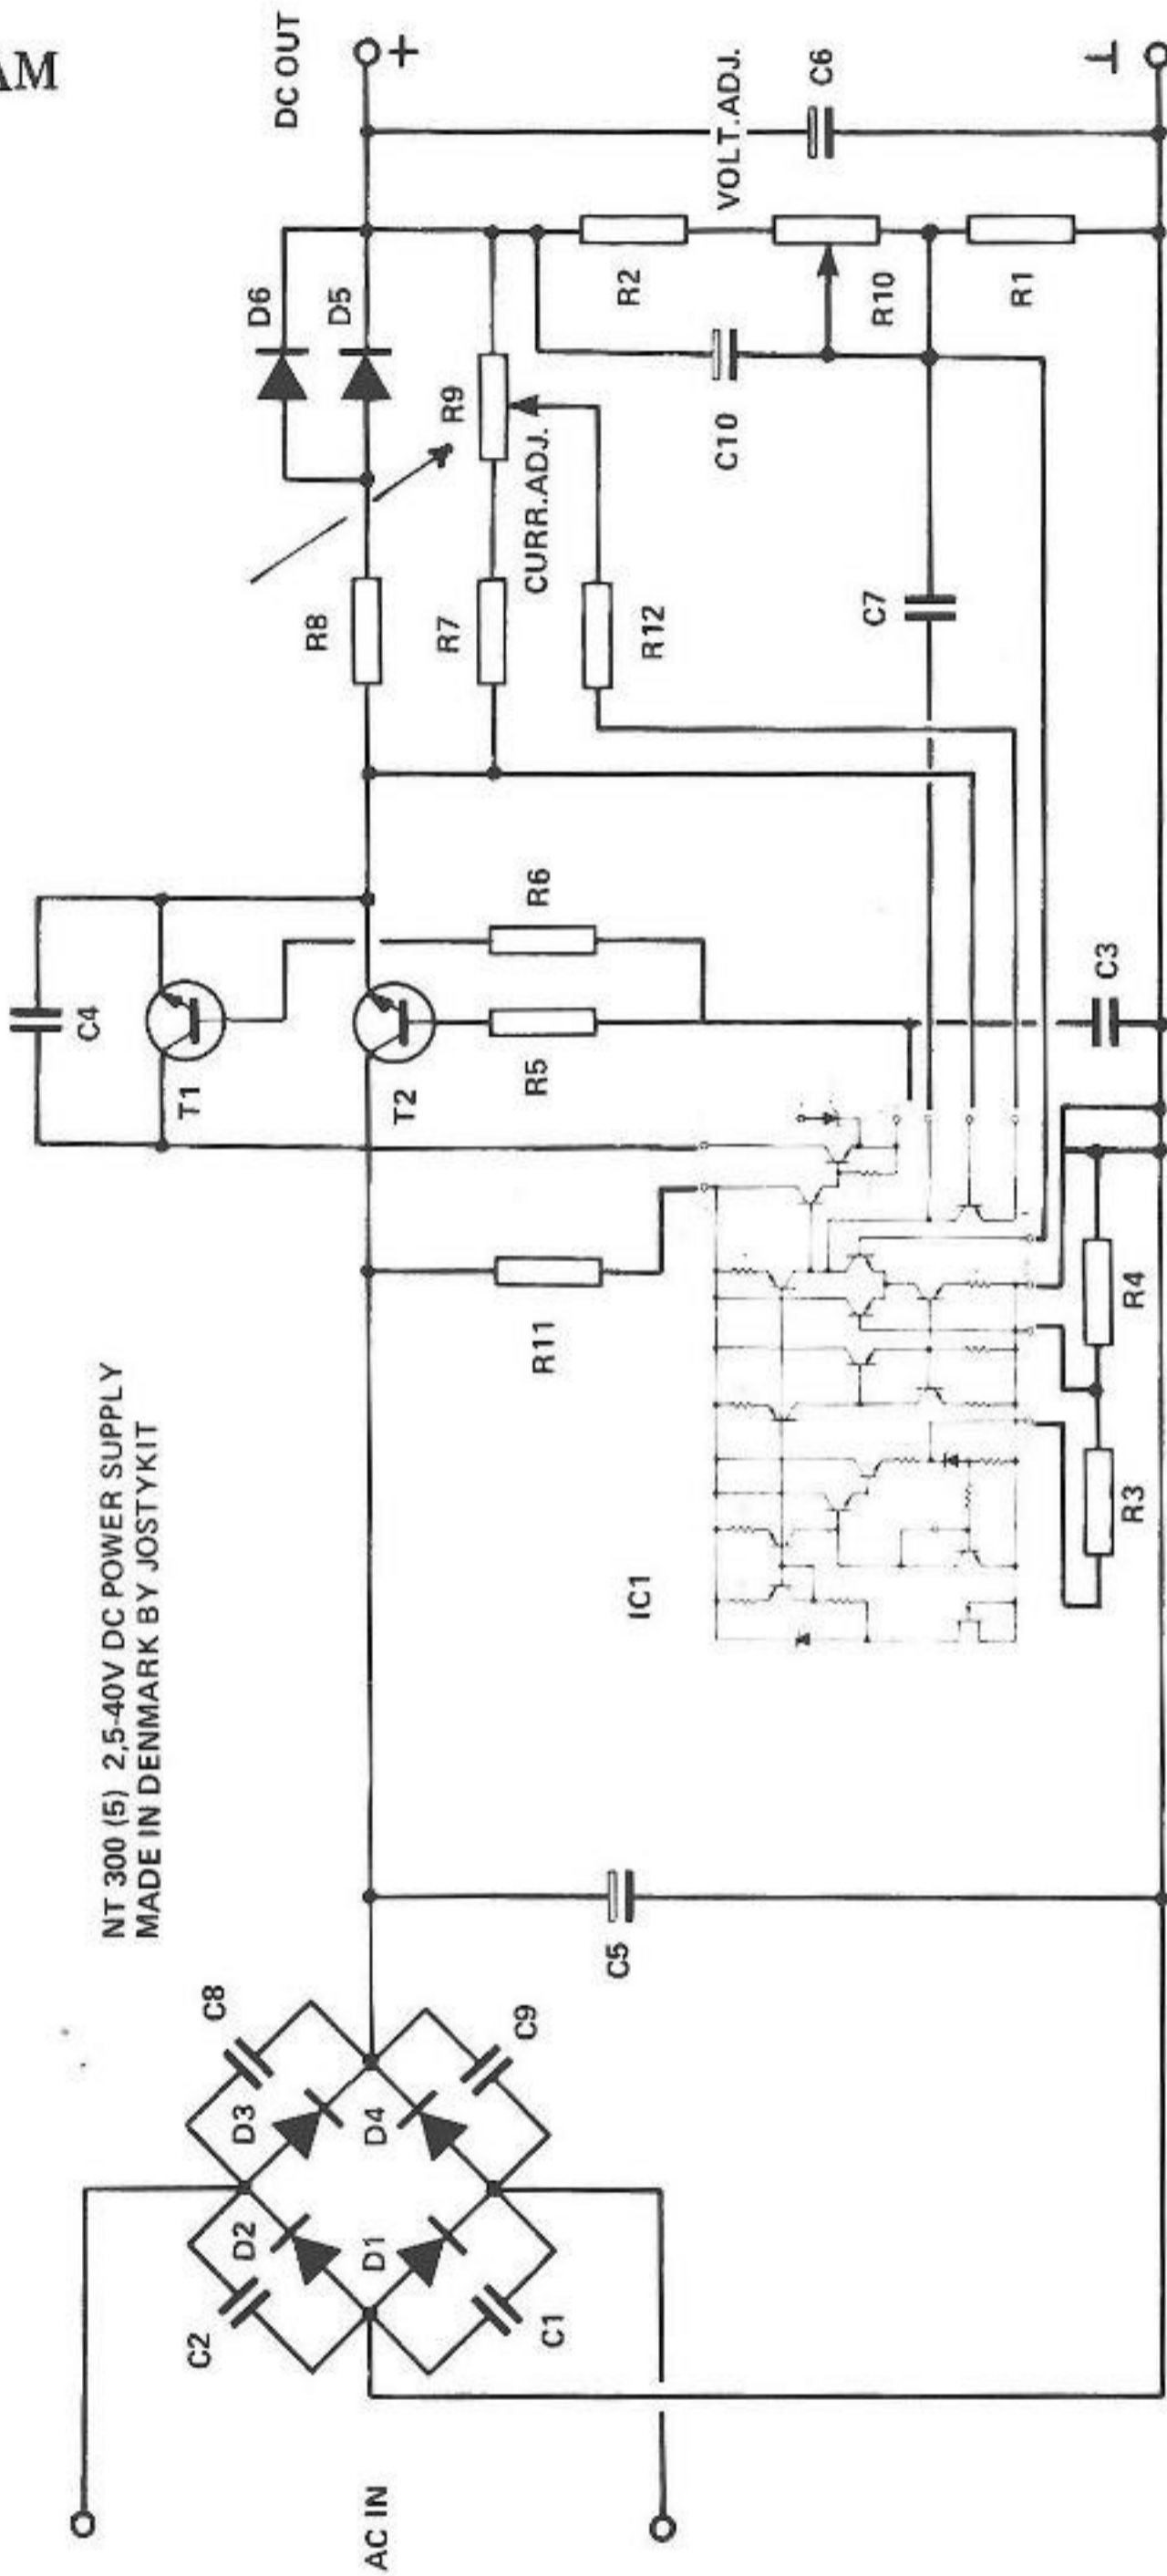 AM
NT 300 (5) 2,5-40V DC POWER SUPPLY
MADE IN DENMARK BY JOSTYKIT
AC IN
DC OUT
+
C2
D2
D3
C8
D1
D4
C1
C9
C5
IC1
R11
C4
T1
T2
R5
R6
C3
R3
R4
R8
D6
D5
R7
R9
CURR.ADJ.
R12
C7
C10
R2
VOLT.ADJ.
R10
R1
C6